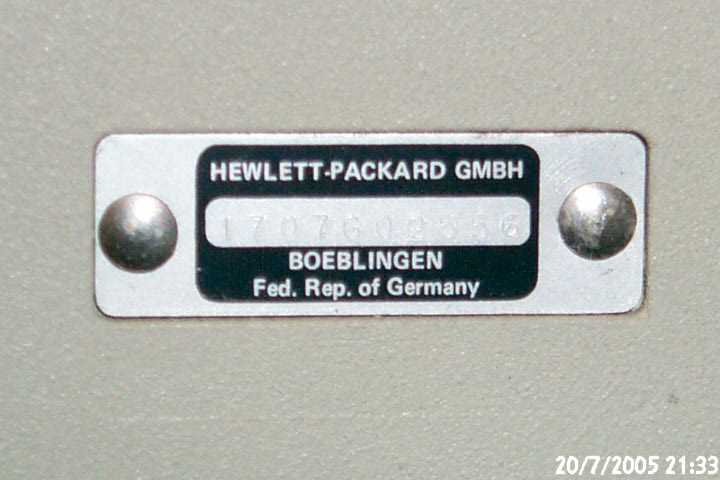 HEWLETT-PACKARD GMBH
1707G02556
BOEBLINGEN
Fed. Rep. of Germany
20/7/2005 21:33